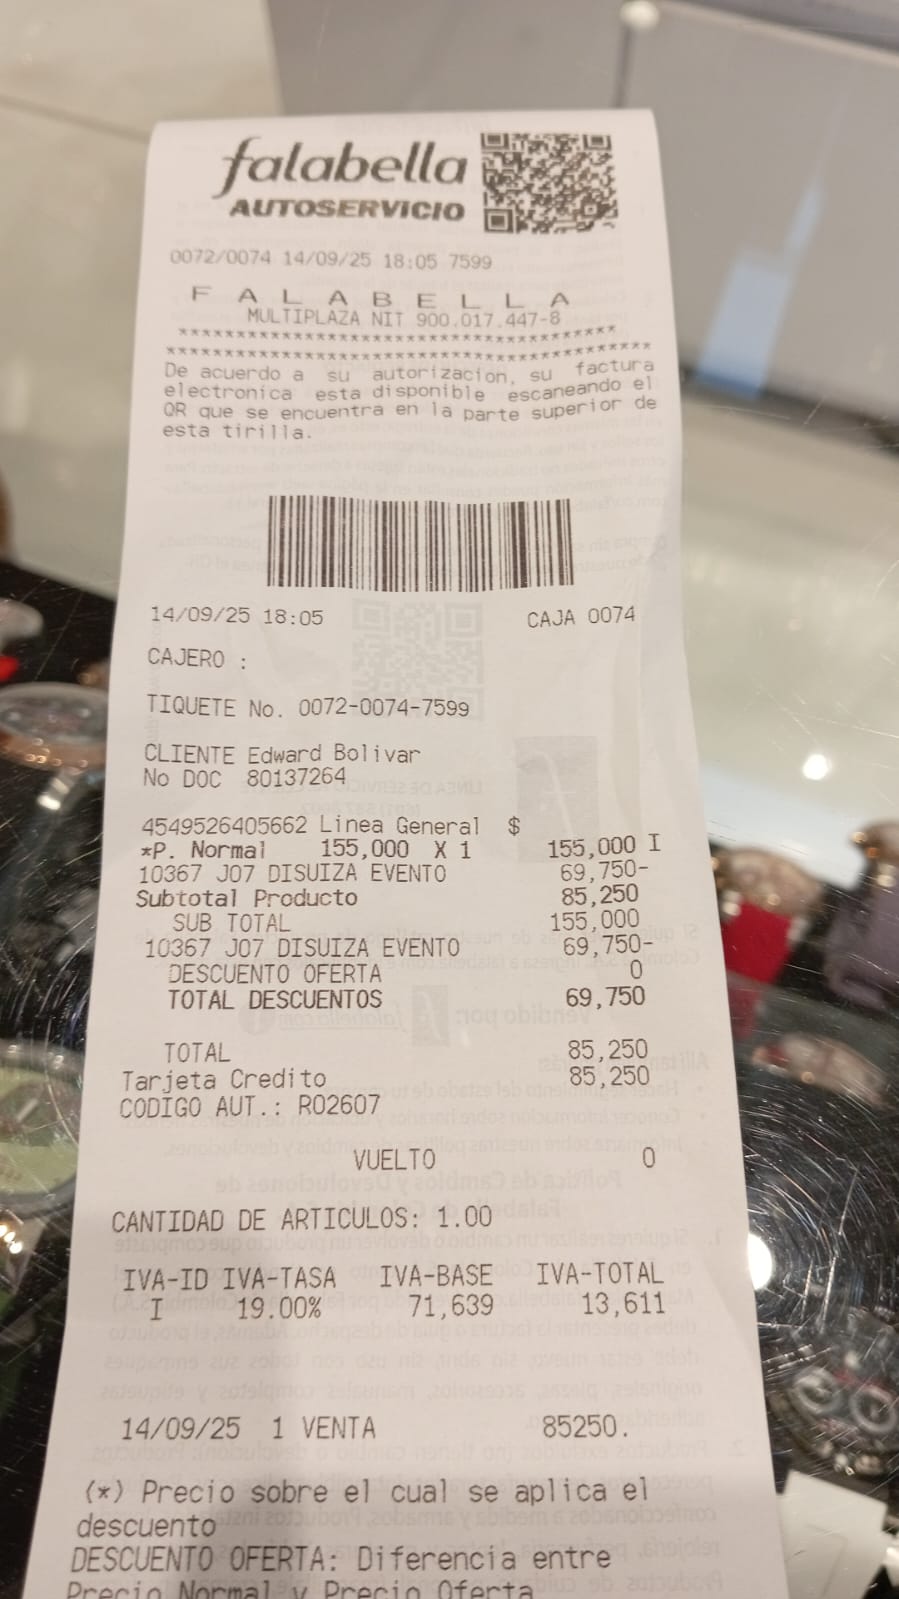 falabella
AUTOSERVICIO
0072/0074 14/09/25 18:05 7599
F A L A B E L L A
MULTIPLAZA NIT 900.017.447-8
******************************************
******************************************
De acuerdo a su autorizacion, su factura
electronica esta disponible escaneando el
QR que se encuentra en la parte superior de
esta tirilla.
14/09/25 18:05 CAJA 0074
CAJERO :
TIQUETE No. 0072-0074-7599
CLIENTE Edward Bolivar
No DOC 80137264
4549526405662 Linea General $
*P. Normal 155,000 X 1 155,000 I
10367 J07 DISUIZA EVENTO 69,750-
Subtotal Producto 85,250
SUB TOTAL 155,000
10367 J07 DISUIZA EVENTO 69,750-
DESCUENTO OFERTA 0
TOTAL DESCUENTOS 69,750
TOTAL 85,250
Tarjeta Credito 85,250
CODIGO AUT.: R02607
VUELTO 0
CANTIDAD DE ARTICULOS: 1.00
IVA-ID IVA-TASA IVA-BASE IVA-TOTAL
I 19.00% 71,639 13,611
14/09/25 1 VENTA 85250.
(*) Precio sobre el cual se aplica el
descuento
DESCUENTO OFERTA: Diferencia entre
Precio Normal y Precio Oferta